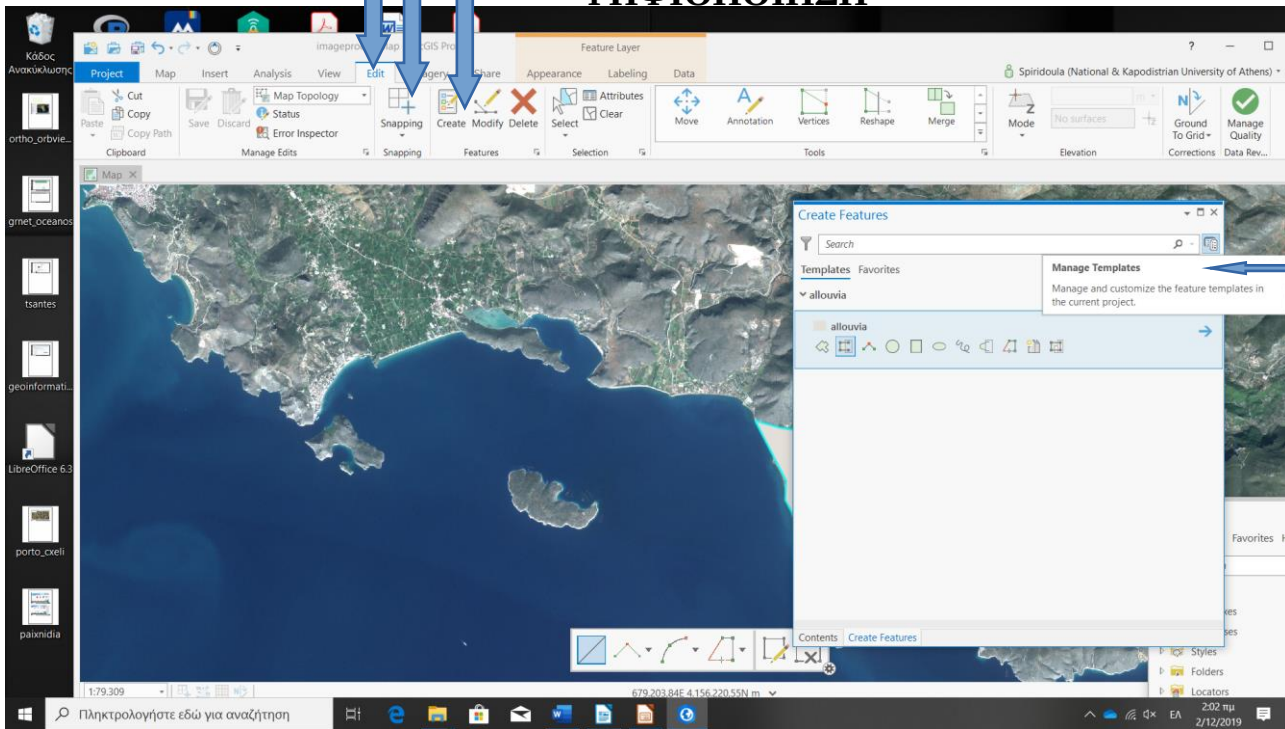 Κάδος
Ανακύκλωσης
ortho_orbvie...
grnet_oceanos
tsantes
geoinformati...
LibreOffice 6.3
porto_cxeli
paixnidia
Feature Layer
Project Map Insert Analysis View Edit Share Appearance Labeling Data
Spiridoula (National & Kapodistrian University of Athens)
Paste
Cut
Copy
Copy Path
Clipboard
Save Discard
Map Topology
Status
Error Inspector
Manage Edits
Snapping
Snapping
Create Modify Delete
Features
Select
Attributes
Clear
Selection
Move Annotation Vertices Reshape Merge
Tools
Mode
No surfaces
Elevation
Ground To Grid
Corrections
Manage Quality
Data Rev...
Map
Create Features
Search
Templates Favorites
Manage Templates
Manage and customize the feature templates in
the current project.
allouvia
allouvia
Contents Create Features
Favorites
Styles
Folders
Locators
1:79.309
679.203,84E 4.156.220,55N m
Πληκτρολογήστε εδώ για αναζήτηση
ΕΛ
2:02 πμ
2/12/2019